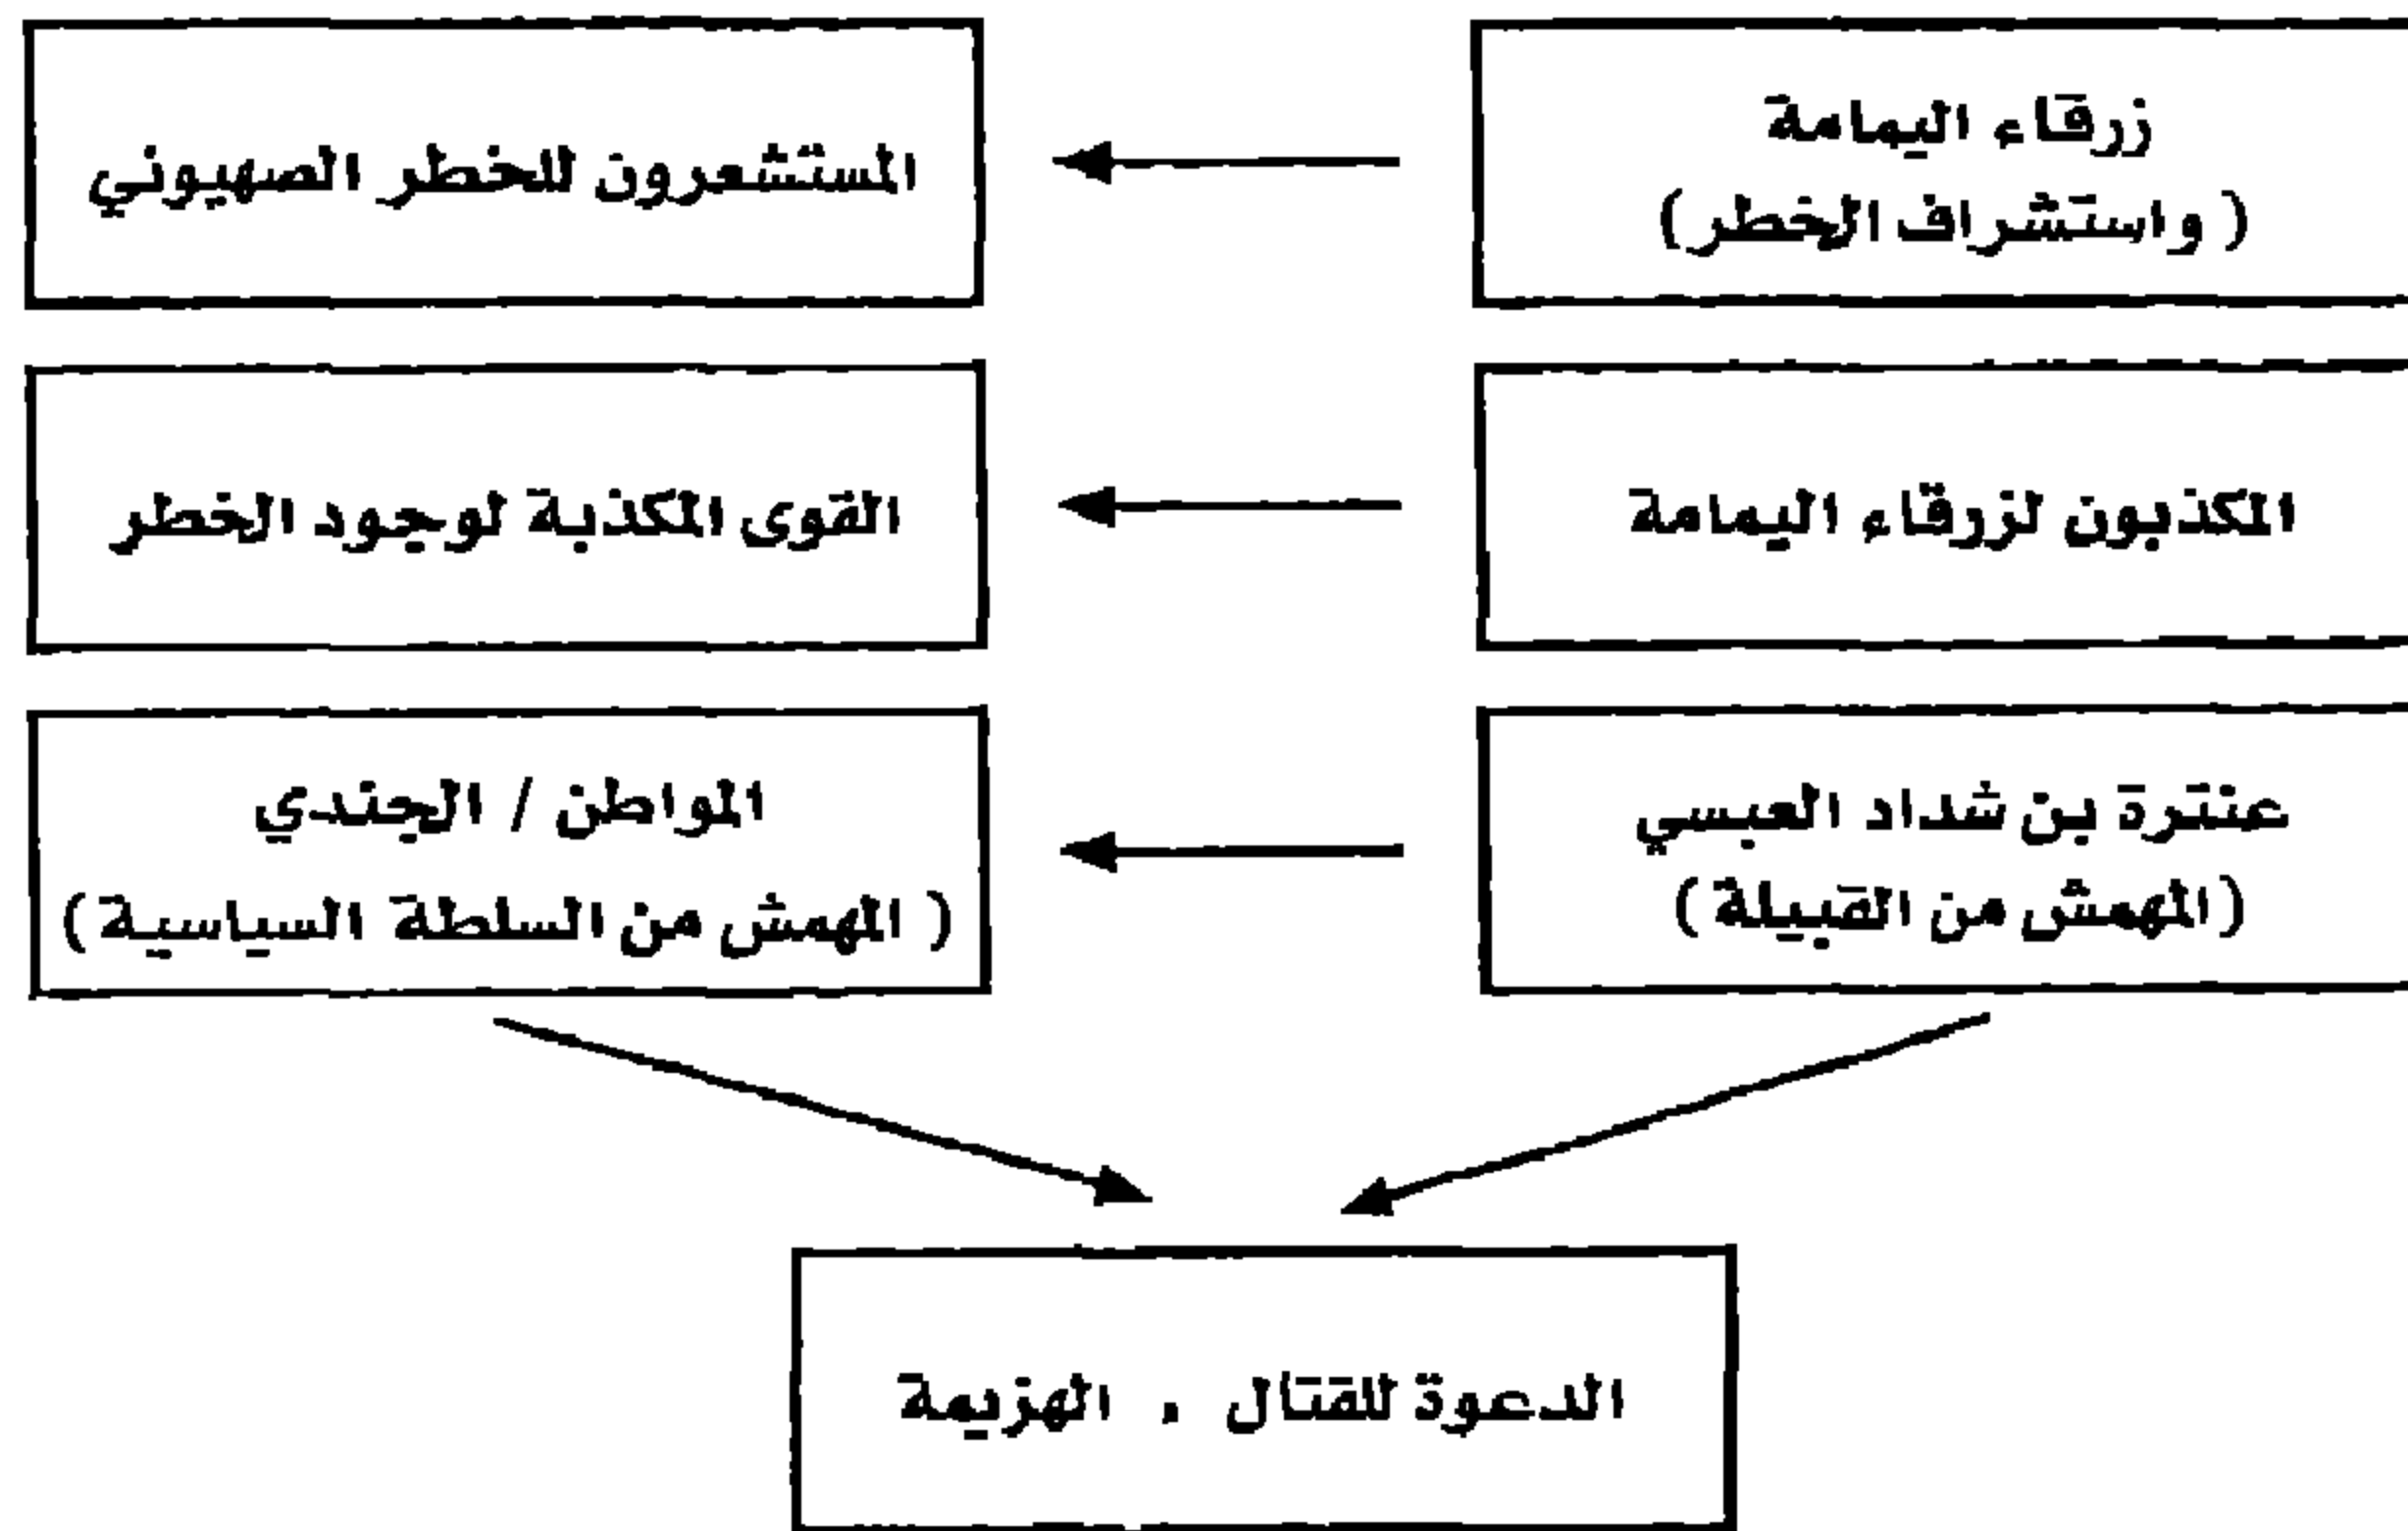 زرقاء اليمامة
( واستشراف الخطر)
المستشعرون للخطر الصهيوني
المكذبون لزرقاء اليمامة
القوى المكذبة لوجود الخطر
عنترة بن شداد العبسي
(المهمش من القبيلة )
المواطن / الجندي
( المهمش من السلطة السياسية )
الدعوة للقتال . الهزيمة